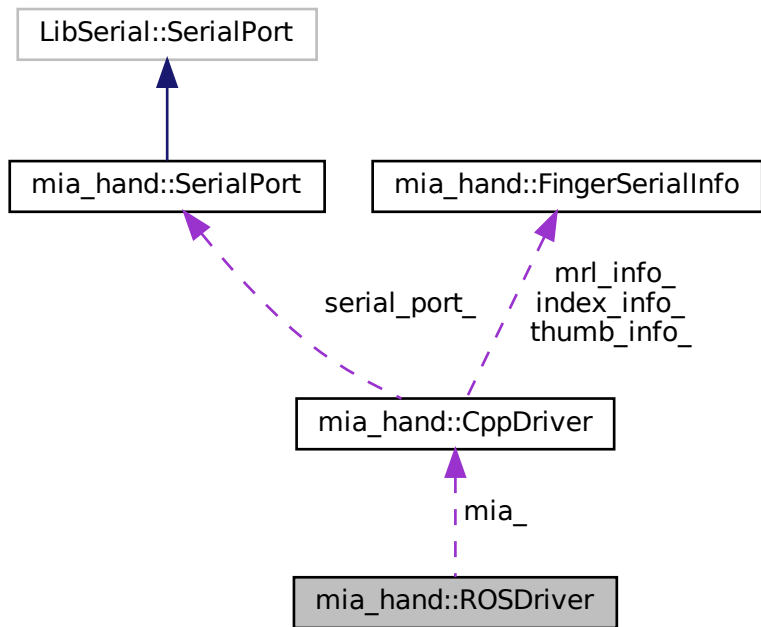 LibSerial::SerialPort
mia_hand::SerialPort
mia_hand::FingerSerialInfo
serial_port_
mrl_info_
index_info_
thumb_info_
mia_hand::CppDriver
mia_
mia_hand::ROSDriver